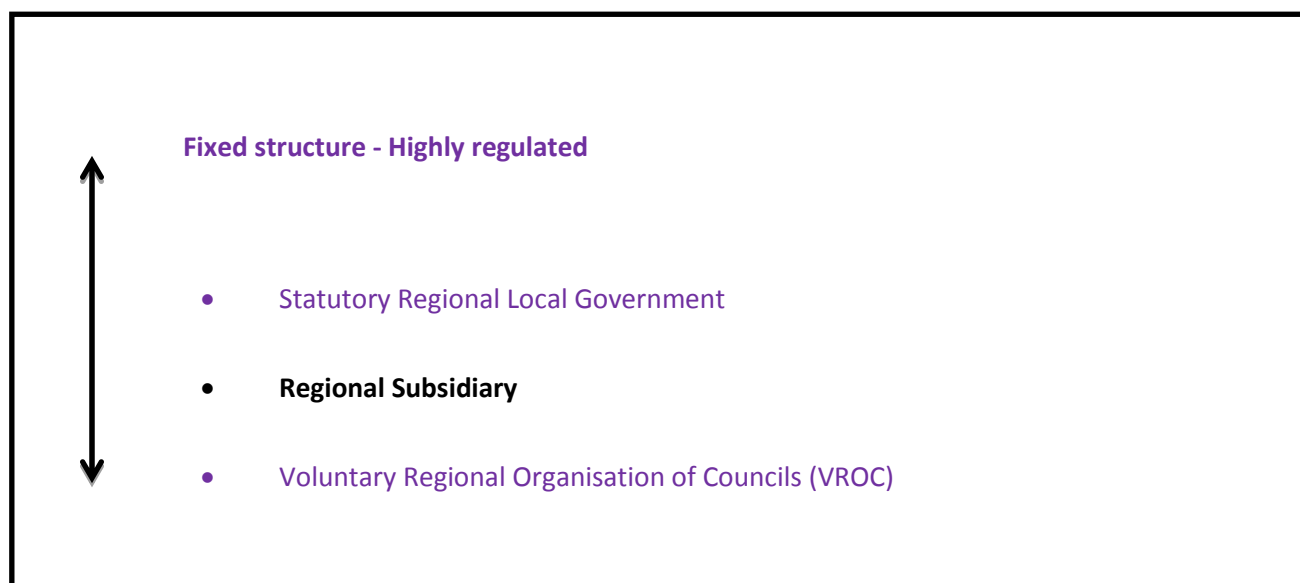 Fixed structure - Highly regulated
• Statutory Regional Local Government
• Regional Subsidiary
• Voluntary Regional Organisation of Councils (VROC)